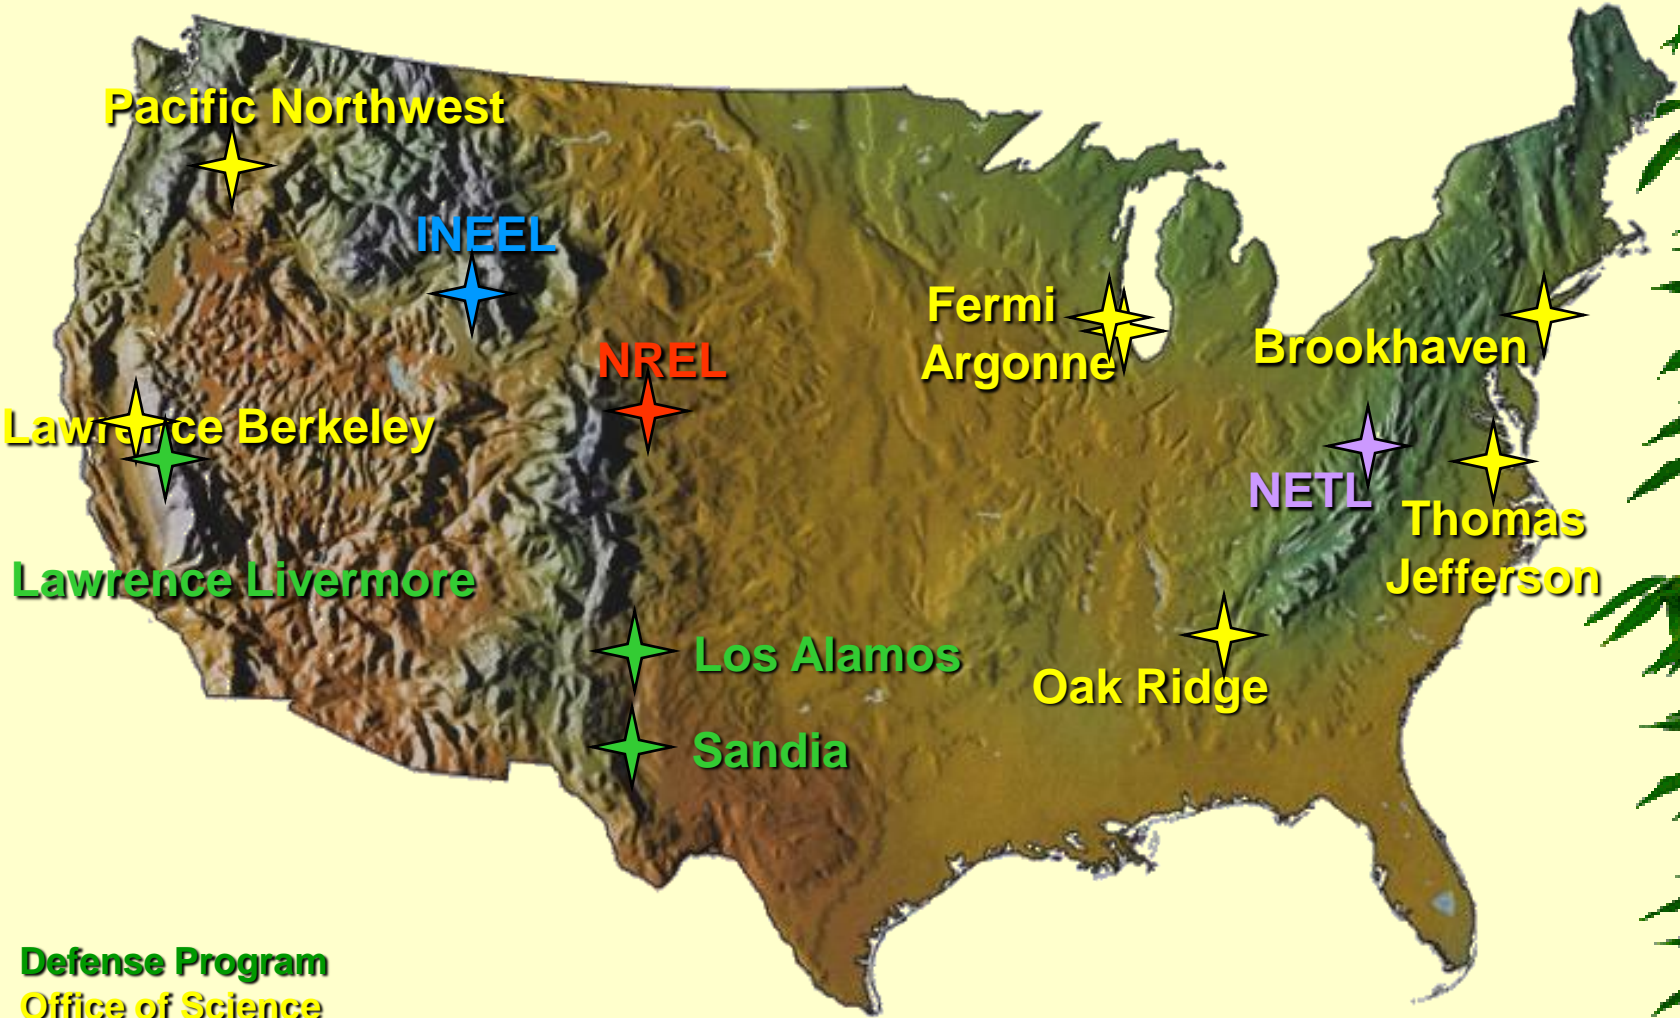 Pacific Northwest
INEEL
NREL
Fermi
Argonne
Brookhaven
Lawrence Berkeley
NETL
Thomas
Jefferson
Lawrence Livermore
Los Alamos
Oak Ridge
Sandia
Defense Program
Office of Science